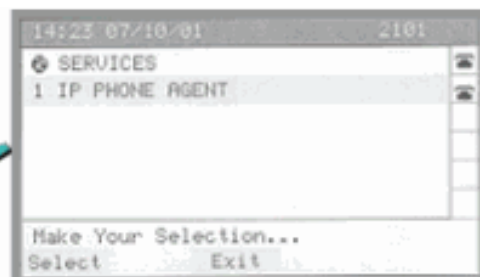 14:23 07/10/01 2101
SERVICES
1 IP PHONE AGENT
Make Your Selection...
Select Exit